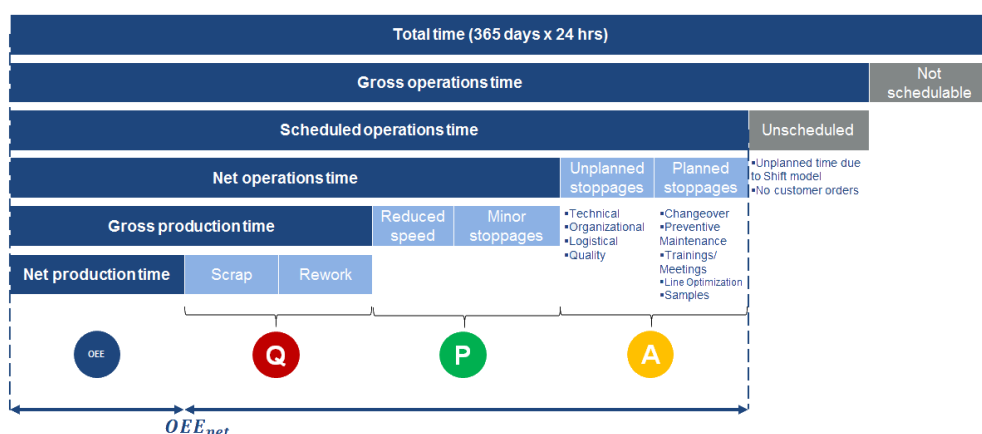 Total time (365 days x 24 hrs)
Gross operations time
Not
schedulable
Scheduled operations time
Unscheduled
Net operations time
Unplanned
stoppages
Planned
stoppages
▪Unplanned time due
to Shift model
▪No customer orders
Gross production time
Reduced
speed
Minor
stoppages
▪Technical
▪Organizational
▪Logistical
▪Quality
▪Changeover
▪Preventive
Maintenance
▪Trainings/
Meetings
▪Line Optimization
▪Samples
Net production time
Scrap
Rework
OEE
Q
P
A
OEEnet